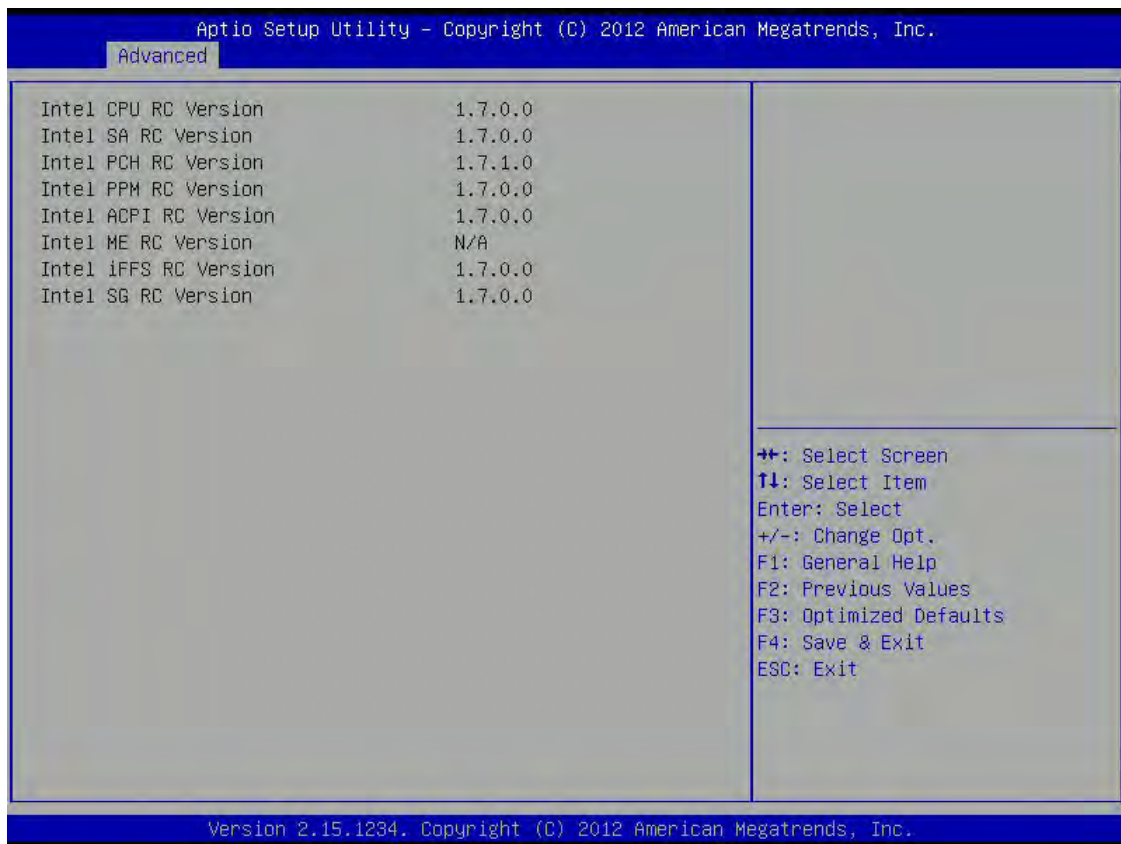 Aptio Setup Utility – Copyright (C) 2012 American Megatrends, Inc.
Advanced
Intel CPU RC Version 1.7.0.0
Intel SA RC Version 1.7.0.0
Intel PCH RC Version 1.7.1.0
Intel PPM RC Version 1.7.0.0
Intel ACPI RC Version 1.7.0.0
Intel ME RC Version N/A
Intel iFFS RC Version 1.7.0.0
Intel SG RC Version 1.7.0.0
→←: Select Screen
↑↓: Select Item
Enter: Select
+/-: Change Opt.
F1: General Help
F2: Previous Values
F3: Optimized Defaults
F4: Save & Exit
ESC: Exit
Version 2.15.1234. Copyright (C) 2012 American Megatrends, Inc.